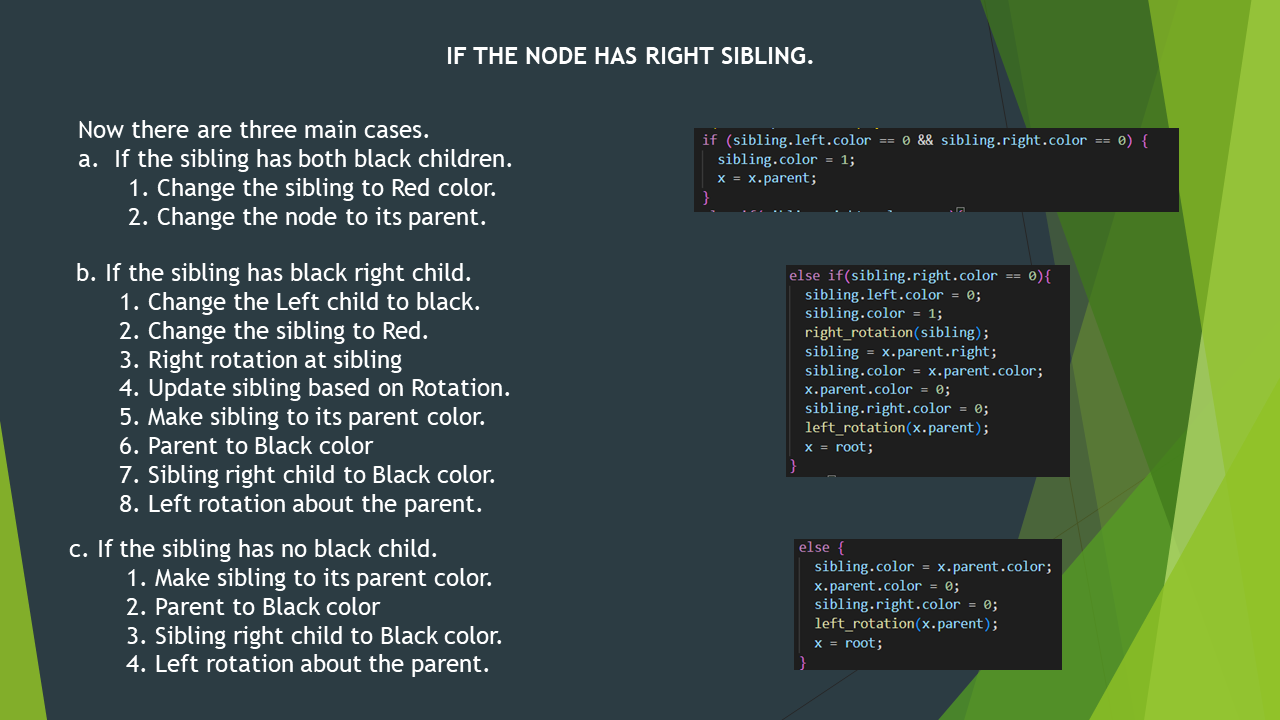 IF THE NODE HAS RIGHT SIBLING.
Now there are three main cases.
a. If the sibling has both black children.
1. Change the sibling to Red color.
2. Change the node to its parent.
b. If the sibling has black right child.
1. Change the Left child to black.
2. Change the sibling to Red.
3. Right rotation at sibling
4. Update sibling based on Rotation.
5. Make sibling to its parent color.
6. Parent to Black color
7. Sibling right child to Black color.
8. Left rotation about the parent.
c. If the sibling has no black child.
1. Make sibling to its parent color.
2. Parent to Black color
3. Sibling right child to Black color.
4. Left rotation about the parent.
if (sibling.left.color == 0 && sibling.right.color == 0) {
sibling.color = 1;
x = x.parent;
}
else if(sibling.right.color == 0){
sibling.left.color = 0;
sibling.color = 1;
right_rotation(sibling);
sibling = x.parent.right;
sibling.color = x.parent.color;
x.parent.color = 0;
sibling.right.color = 0;
left_rotation(x.parent);
x = root;
}
else {
sibling.color = x.parent.color;
x.parent.color = 0;
sibling.right.color = 0;
left_rotation(x.parent);
x = root;
}